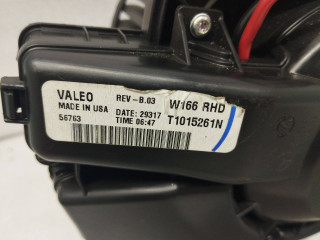 VALEO REV-B.03 W166 RHD
MADE IN USA DATE: 29317 T1015261N
56763 TIME 06:47